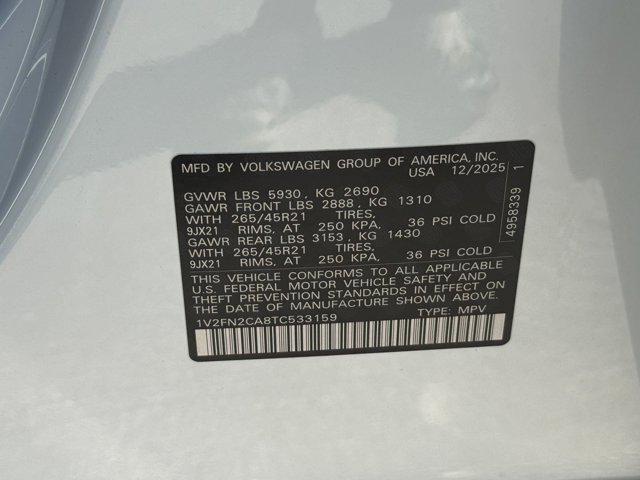 MFD BY VOLKSWAGEN GROUP OF AMERICA, INC.
USA 12/2025
GVWR LBS 5930 , KG 2690
GAWR FRONT LBS 2888 , KG 1310
WITH 265/45R21 TIRES,
9JX21 RIMS, AT 250 KPA, 36 PSI COLD
GAWR REAR LBS 3153 , KG 1430
WITH 265/45R21 TIRES,
9JX21 RIMS, AT 250 KPA, 36 PSI COLD
THIS VEHICLE CONFORMS TO ALL APPLICABLE
U.S. FEDERAL MOTOR VEHICLE SAFETY AND
THEFT PREVENTION STANDARDS IN EFFECT ON
THE DATE OF MANUFACTURE SHOWN ABOVE.
1V2FN2CA8TC533159 TYPE: MPV
4958339 1